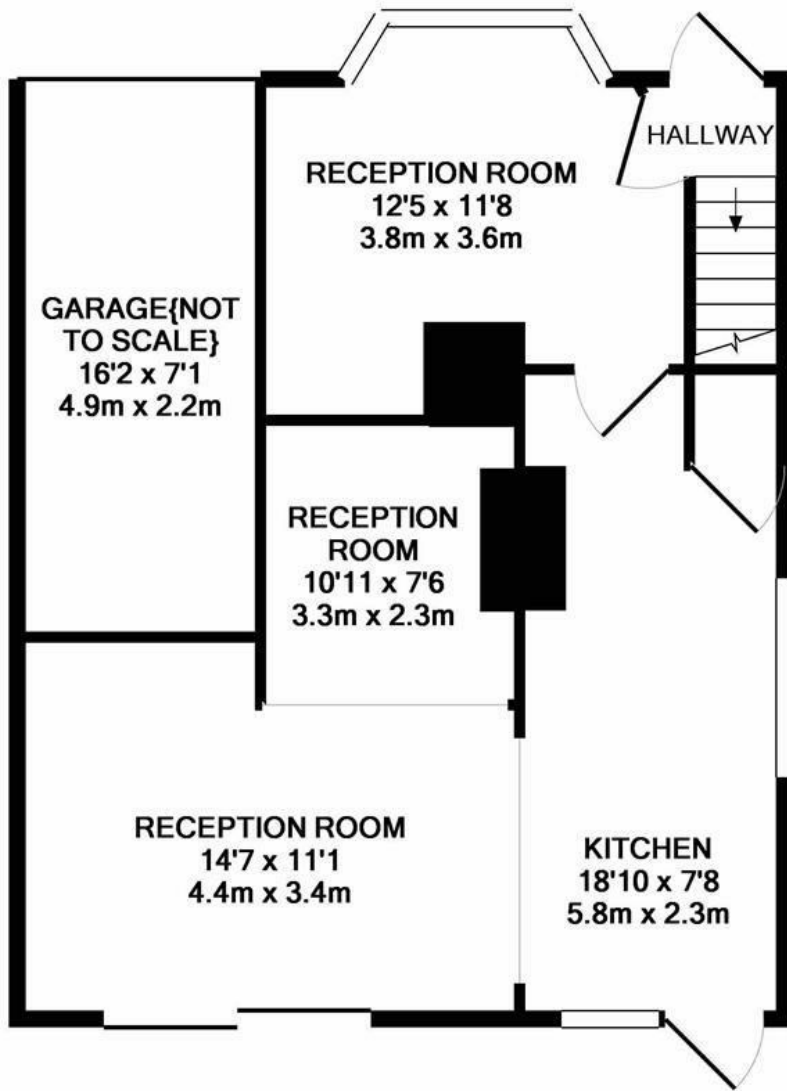 HALLWAY
RECEPTION ROOM
12'5 x 11'8
3.8m x 3.6m
GARAGE{NOT
TO SCALE}
16'2 x 7'1
4.9m x 2.2m
RECEPTION
ROOM
10'11 x 7'6
3.3m x 2.3m
RECEPTION ROOM
14'7 x 11'1
4.4m x 3.4m
KITCHEN
18'10 x 7'8
5.8m x 2.3m